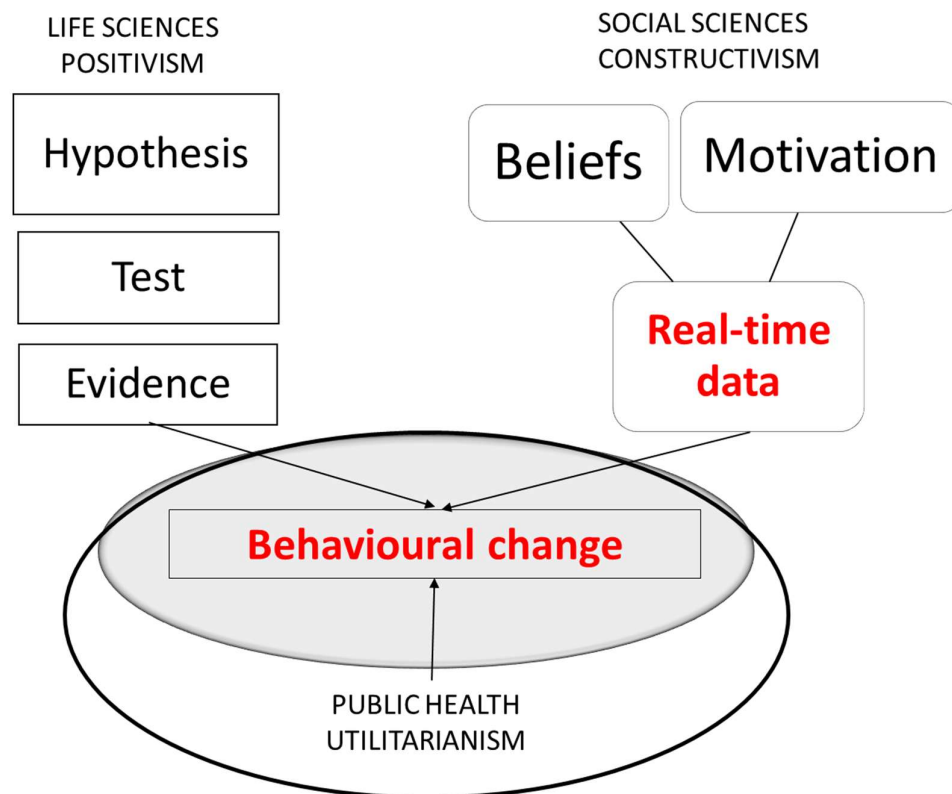 LIFE SCIENCES
POSITIVISM
Hypothesis
Test
Evidence
SOCIAL SCIENCES
CONSTRUCTIVISM
Beliefs
Motivation
Real-time
data
Behavioural change
PUBLIC HEALTH
UTILITARIANISM